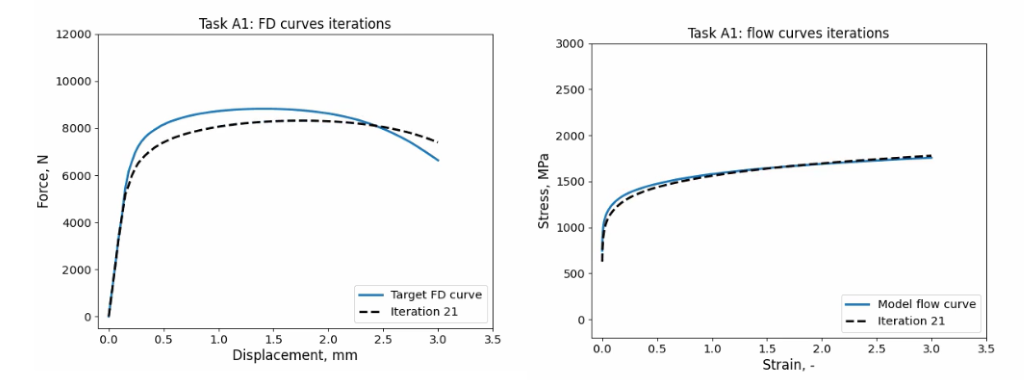 Task A1: FD curves iterations
12000
10000
8000
6000
4000
2000
0
Force, N
0.0 0.5 1.0 1.5 2.0 2.5 3.0 3.5
Displacement, mm
Target FD curve
Iteration 21
Task A1: flow curves iterations
3000
2500
2000
1500
1000
500
0
Stress, MPa
0.0 0.5 1.0 1.5 2.0 2.5 3.0 3.5
Strain, -
Model flow curve
Iteration 21